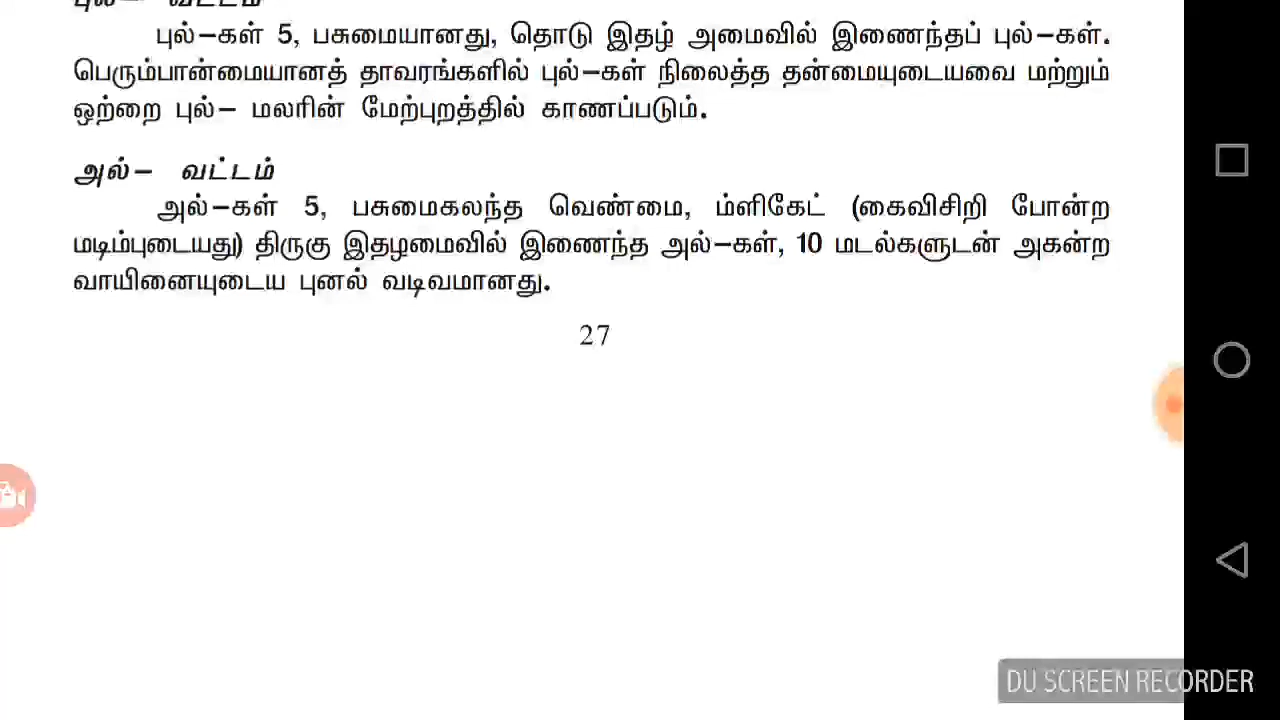 புல்– வட்டம்
புல்–கள் 5, பசுமையானது, தொடு இதழ் அமைவில் இணைந்தப் புல்–கள்.
பெரும்பான்மையானத் தாவரங்களில் புல்–கள் நிலைத்த தன்மையுடையவை மற்றும்
ஒற்றை புல்– மலரின் மேற்புறத்தில் காணப்படும்.
அல்– வட்டம்
அல்–கள் 5, பசுமைகலந்த வெண்மை, ம்ளிகேட் (கைவிசிறி போன்ற
மடிம்புடையது) திருகு இதழமைவில் இணைந்த அல்–கள், 10 மடல்களுடன் அகன்ற
வாயினையுடைய புனல் வடிவமானது.
27
DU SCREEN RECORDER